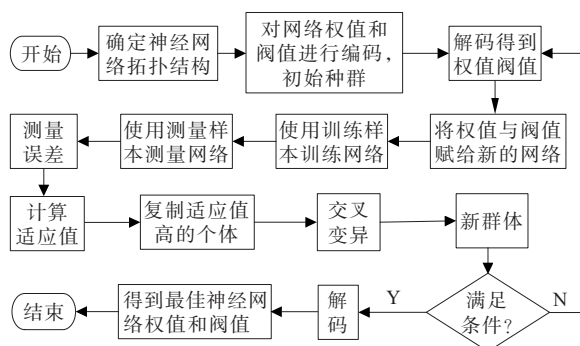 开始
确定神经网
络拓扑结构
对网络权值和
阀值进行编码，
初始种群
解码得到
权值阀值
测量
误差
使用测量样
本测量网络
使用训练样
本训练网络
将权值与阀值
赋给新的网络
计算
适应值
复制适应值
高的个体
交叉
变异
新群体
结束
得到最佳神经网
络权值和阀值
解
码
Y
满足
条件?
N